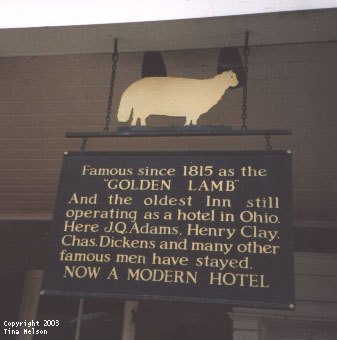 Famous since 1815 as the
"GOLDEN LAMB"
And the oldest Inn still
operating as a hotel in Ohio.
Here J.Q.Adams, Henry Clay,
Chas. Dickens and many other
famous men have stayed.
NOW A MODERN HOTEL
Copyright 2003
Tina Nelson